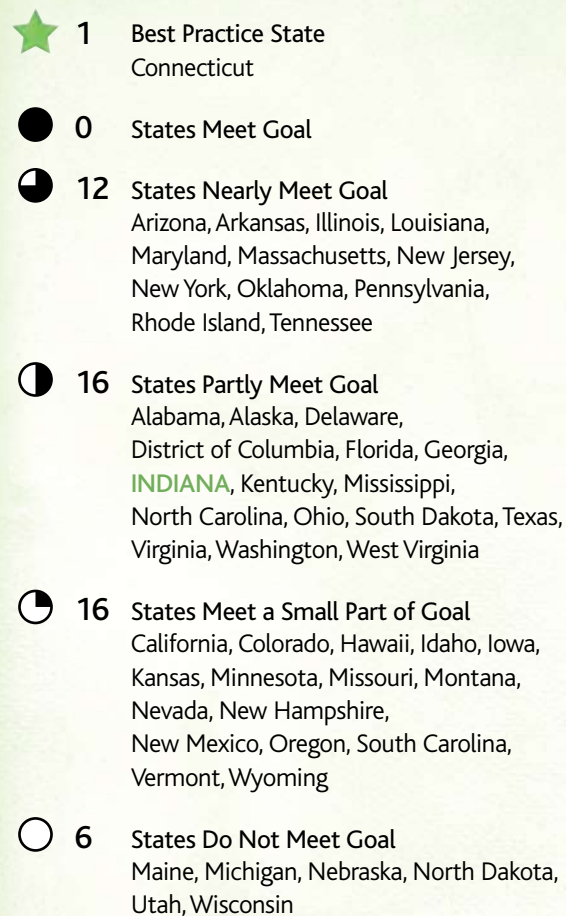 1 Best Practice State
Connecticut
0 States Meet Goal
12 States Nearly Meet Goal
Arizona, Arkansas, Illinois, Louisiana,
Maryland, Massachusetts, New Jersey,
New York, Oklahoma, Pennsylvania,
Rhode Island, Tennessee
16 States Partly Meet Goal
Alabama, Alaska, Delaware,
District of Columbia, Florida, Georgia,
INDIANA, Kentucky, Mississippi,
North Carolina, Ohio, South Dakota, Texas,
Virginia, Washington, West Virginia
16 States Meet a Small Part of Goal
California, Colorado, Hawaii, Idaho, Iowa,
Kansas, Minnesota, Missouri, Montana,
Nevada, New Hampshire,
New Mexico, Oregon, South Carolina,
Vermont, Wyoming
6 States Do Not Meet Goal
Maine, Michigan, Nebraska, North Dakota,
Utah, Wisconsin